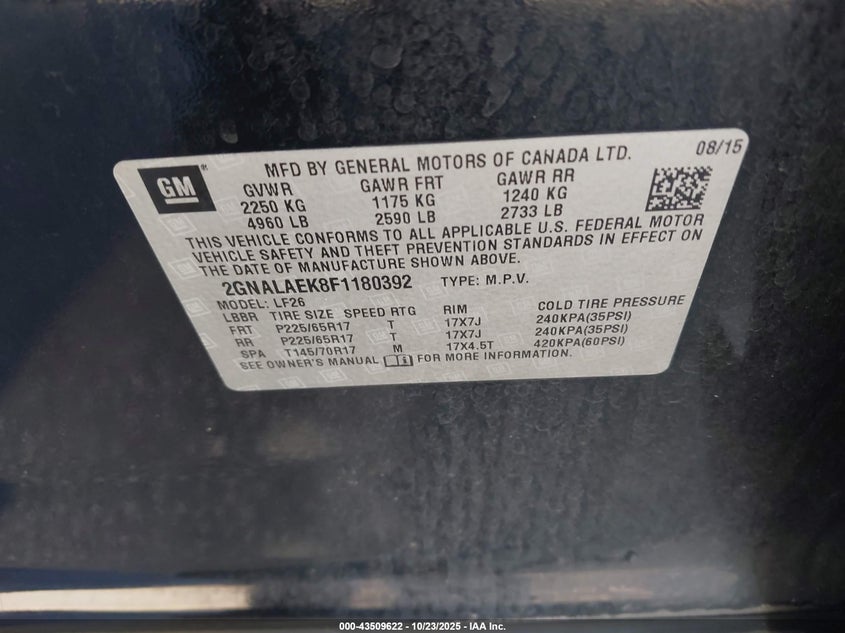 GM
MFD BY GENERAL MOTORS OF CANADA LTD. 08/15
GVWR GAWR FRT GAWR RR
2250 KG 1175 KG 1240 KG
4960 LB 2590 LB 2733 LB
THIS VEHICLE CONFORMS TO ALL APPLICABLE U.S. FEDERAL MOTOR
VEHICLE SAFETY AND THEFT PREVENTION STANDARDS IN EFFECT ON
THE DATE OF MANUFACTURE SHOWN ABOVE.
2GNALAEK8F1180392 TYPE: M.P.V.
MODEL: LF26
LBBR TIRE SIZE SPEED RTG RIM COLD TIRE PRESSURE
FRT P225/65R17 T 17X7J 240KPA(35PSI)
RR P225/65R17 T 17X7J 240KPA(35PSI)
SPA T145/70R17 M 17X4.5T 420KPA(60PSI)
SEE OWNER'S MANUAL FOR MORE INFORMATION.
000-43509622 - 10/23/2025 - IAA Inc.